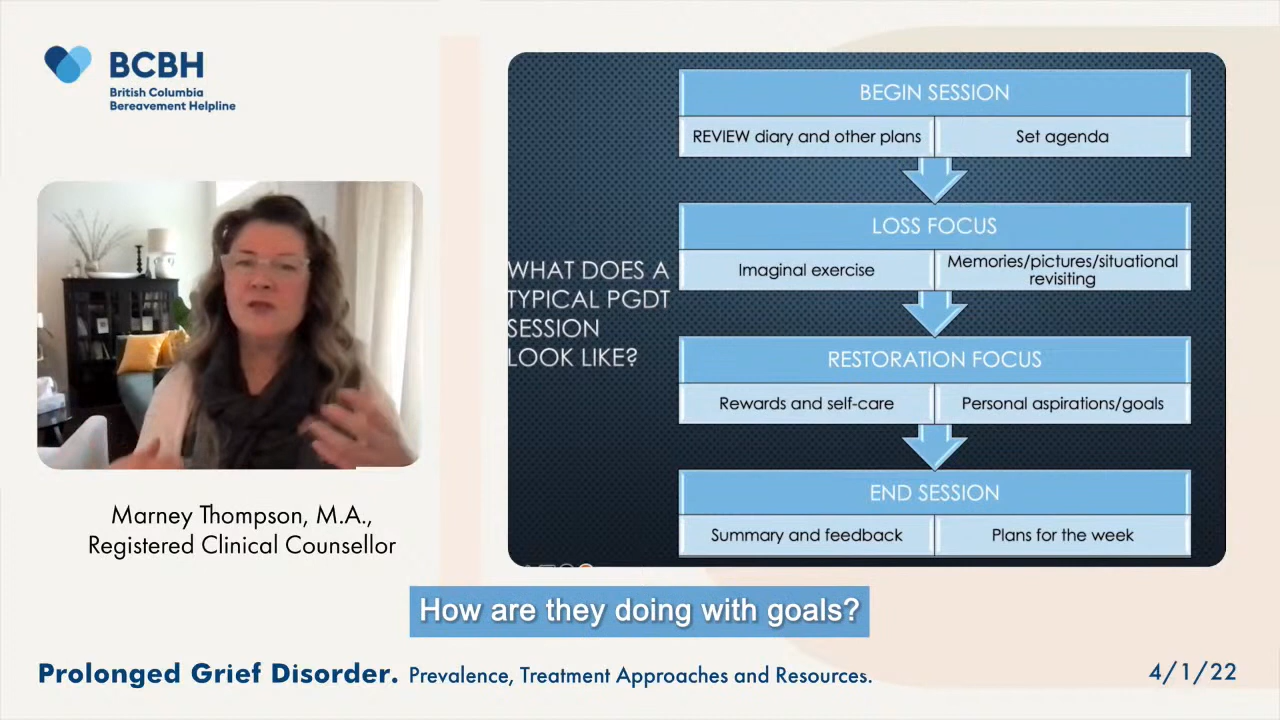 BCBH
British Columbia
Bereavement Helpline
Marney Thompson, M.A.,
Registered Clinical Counsellor
WHAT DOES A
TYPICAL PGDT
SESSION
LOOK LIKE?
BEGIN SESSION
REVIEW diary and other plans
Set agenda
LOSS FOCUS
Imaginal exercise
Memories/pictures/situational
revisiting
RESTORATION FOCUS
Rewards and self-care
Personal aspirations/goals
END SESSION
Summary and feedback
Plans for the week
How are they doing with goals?
Prolonged Grief Disorder. Prevalence, Treatment Approaches and Resources.
4/1/22